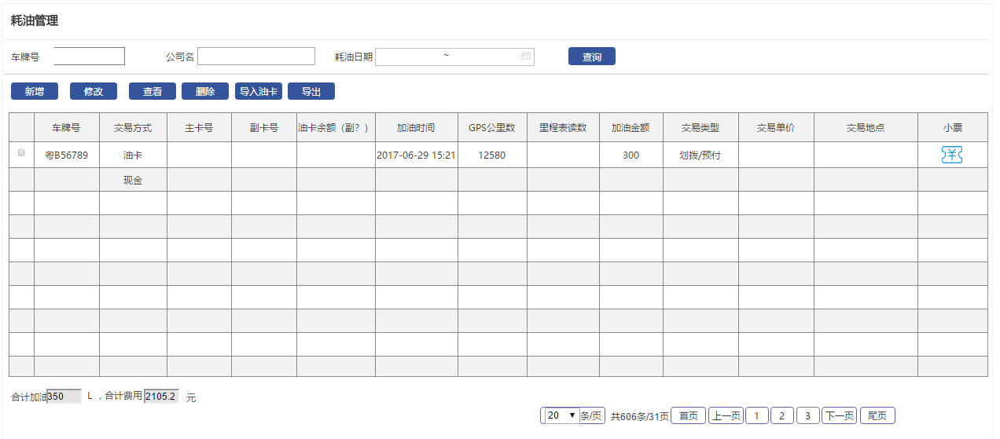 耗油管理
车牌号 公司名 耗油日期 ~ 查询
新增 修改 查看 删除 导入油卡 导出
车牌号 交易方式 主卡号 副卡号 油卡余额（副？） 加油时间 GPS公里数 里程表读数 加油金额 交易类型 交易单价 交易地点 小票
粤B56789 油卡 2017-06-29 15:21 12580 300 划拨/预付 ¥
现金
合计加油350 L ，合计费用2105.2 元
20 ▼ 条/页 共606条/31页 首页 上一页 1 2 3 下一页 尾页